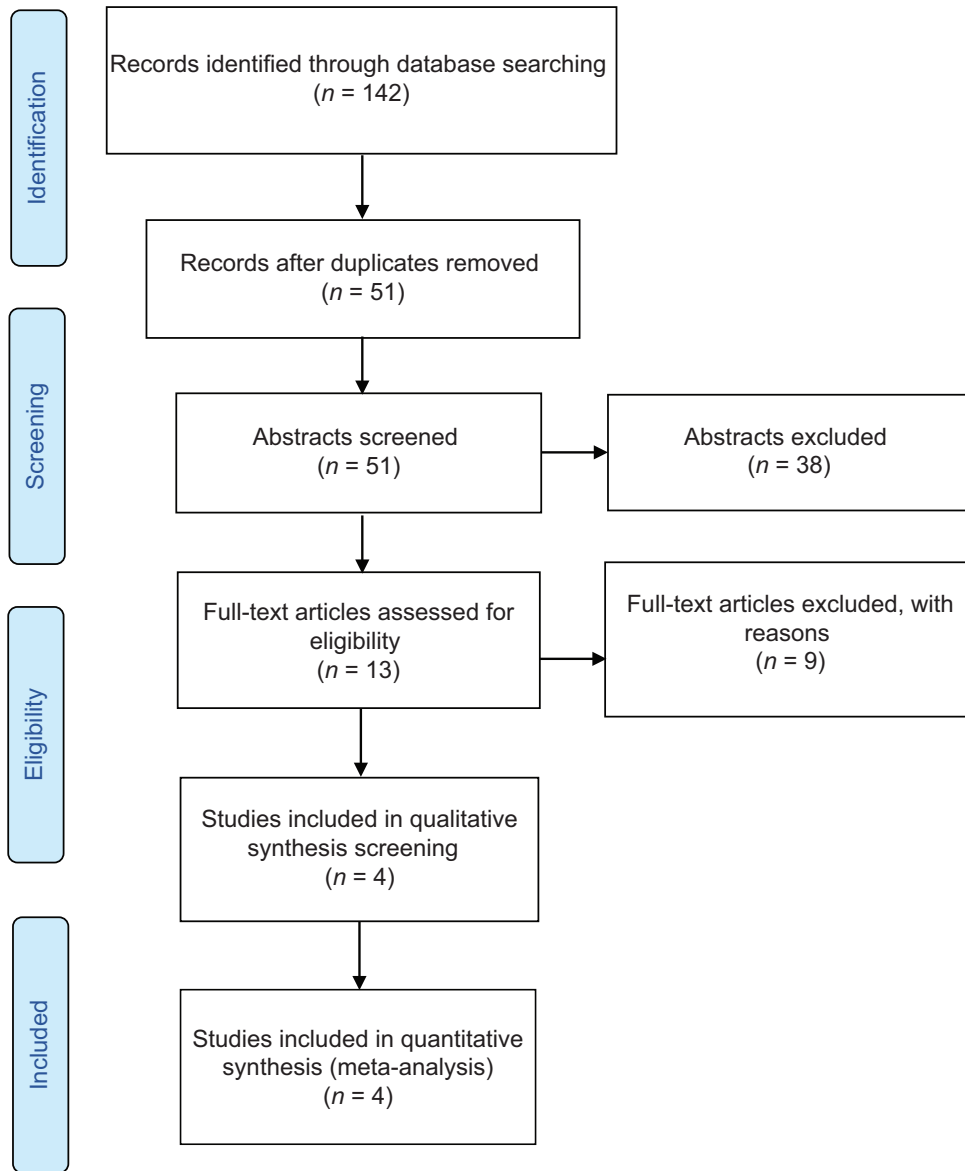 Identification
Records identified through database searching
(n = 142)
Records after duplicates removed
(n = 51)
Screening
Abstracts screened
(n = 51)
Abstracts excluded
(n = 38)
Eligibility
Full-text articles assessed for
eligibility
(n = 13)
Full-text articles excluded, with
reasons
(n = 9)
Studies included in qualitative
synthesis screening
(n = 4)
Included
Studies included in quantitative
synthesis (meta-analysis)
(n = 4)